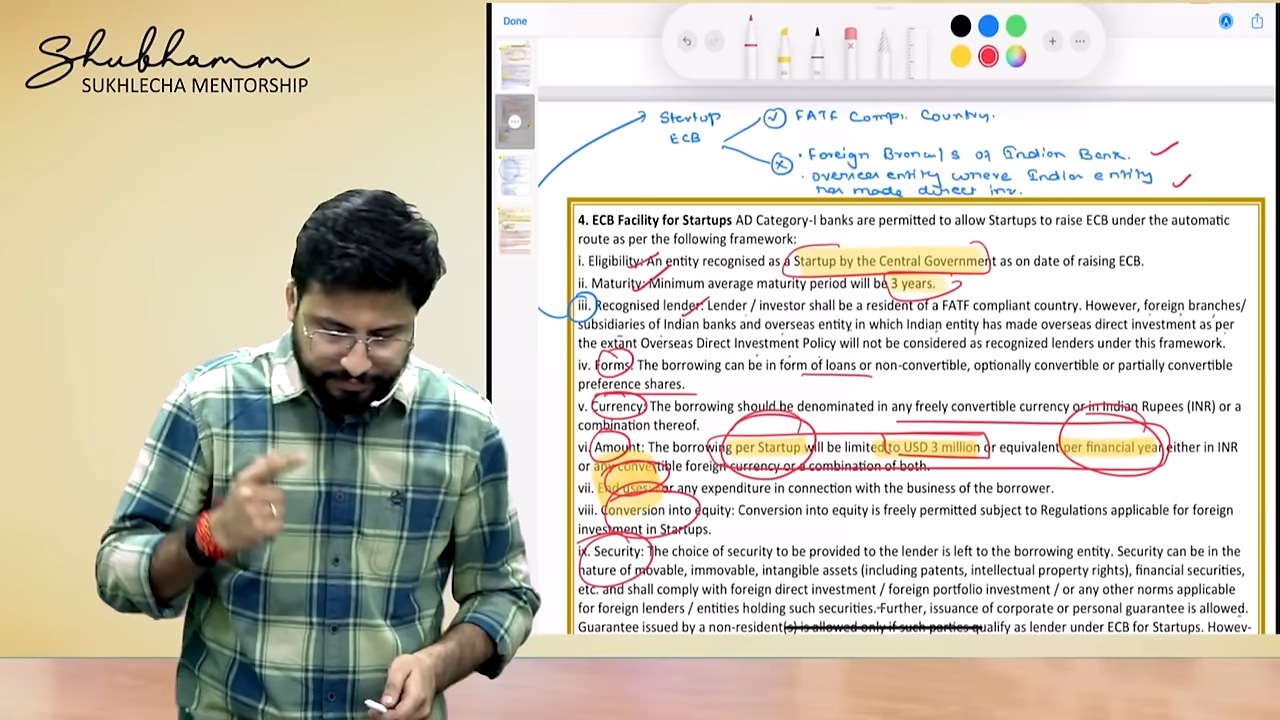 Shubhamm
SUKHLECHA MENTORSHIP
Done
Startup
ECB
FATF Compl. Country.
Foreign Branch/s of Indian Bank.
overseas entity where Indian entity
has made direct inv.
4. ECB Facility for Startups AD Category-I banks are permitted to allow Startups to raise ECB under the automatic
route as per the following framework:
i. Eligibility: An entity recognised as a Startup by the Central Government as on date of raising ECB.
ii. Maturity: Minimum average maturity period will be 3 years.
iii. Recognised lender: Lender / investor shall be a resident of a FATF compliant country. However, foreign branches/
subsidiaries of Indian banks and overseas entity in which Indian entity has made overseas direct investment as per
the extant Overseas Direct Investment Policy will not be considered as recognized lenders under this framework.
iv. Forms: The borrowing can be in form of loans or non-convertible, optionally convertible or partially convertible
preference shares.
v. Currency: The borrowing should be denominated in any freely convertible currency or in Indian Rupees (INR) or a
combination thereof.
vi. Amount: The borrowing per Startup will be limited to USD 3 million or equivalent per financial year either in INR
or any convertible foreign currency or a combination of both.
vii. End uses: For any expenditure in connection with the business of the borrower.
viii. Conversion into equity: Conversion into equity is freely permitted subject to Regulations applicable for foreign
investment in Startups.
ix. Security: The choice of security to be provided to the lender is left to the borrowing entity. Security can be in the
nature of movable, immovable, intangible assets (including patents, intellectual property rights), financial securities,
etc. and shall comply with foreign direct investment / foreign portfolio investment / or any other norms applicable
for foreign lenders / entities holding such securities. Further, issuance of corporate or personal guarantee is allowed.
Guarantee issued by a non-resident(s) is allowed only if such parties qualify as lender under ECB for Startups. Howev-